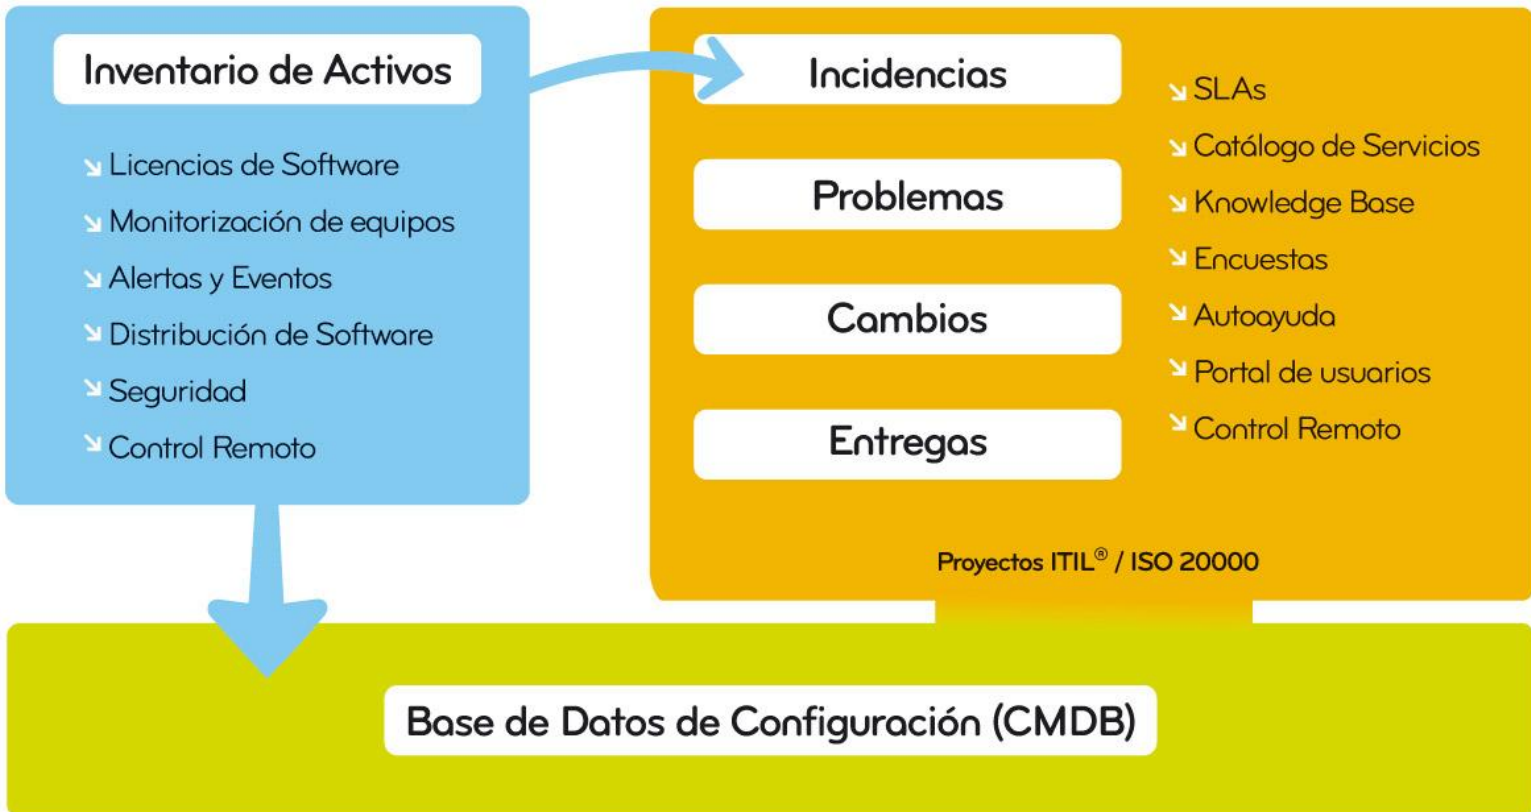 Inventario de Activos
Licencias de Software
Monitorización de equipos
Alertas y Eventos
Distribución de Software
Seguridad
Control Remoto
Incidencias
Problemas
Cambios
Entregas
SLAs
Catálogo de Servicios
Knowledge Base
Encuestas
Autoayuda
Portal de usuarios
Control Remoto
Proyectos ITIL® / ISO 20000
Base de Datos de Configuración (CMDB)